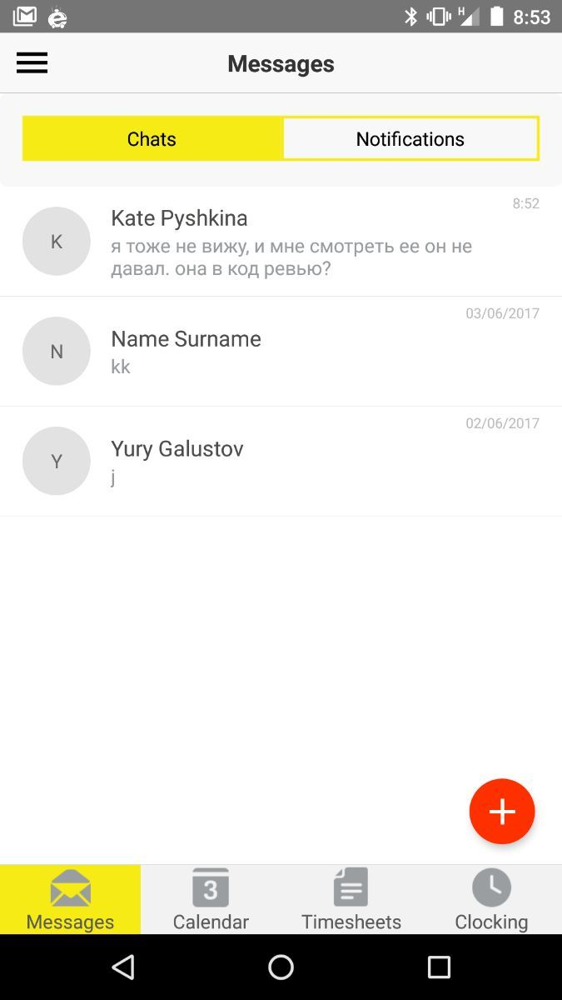 H 8:53
Messages
Chats Notifications
8:52
Kate Pyshkina
K
я тоже не вижу, и мне смотреть ее он не
давал. она в код ревью?
03/06/2017
Name Surname
N
kk
02/06/2017
Yury Galustov
Y
j
+
3
Messages Calendar Timesheets Clocking